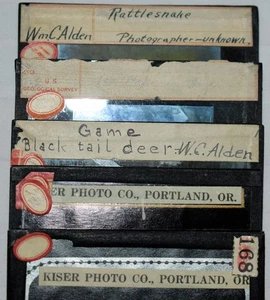 Rattlesnake
Wm C Alden Photographer-unknown.
U S
GEOLOGICAL SURVEY
Game
Black tail deer-W.C. Alden
SER PHOTO CO., PORTLAND, OR.
KISER PHOTO CO., PORTLAND, OR
168